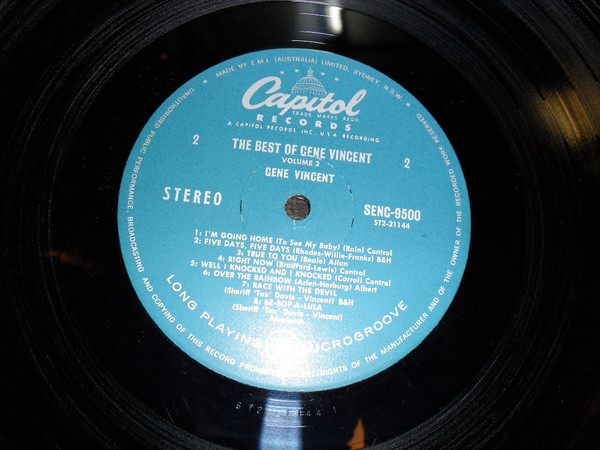 MADE BY E.M.I. (AUSTRALIA) LIMITED, SYDNEY, N.S.W.
Capitol
TRADE MARKS REGD.
RECORDS
A CAPITOL RECORDS INC., U.S.A RECORDING
THE BEST OF GENE VINCENT
VOLUME 2
GENE VINCENT
2
2
STEREO
SENC-9500
ST2-21144
1: I'M GOING HOME (To See My Baby) (Rain) Control
2: FIVE DAYS, FIVE DAYS (Rhodes-Willie-Franks) B&H
3: TRUE TO YOU (Beale) Allan
4: RIGHT NOW (Bradford-Lewis) Control
5: WELL I KNOCKED AND I KNOCKED (Carrol) Control
6: OVER THE RAINBOW (Arlen-Harburg) Albert
7: RACE WITH THE DEVIL
(Sheriff 'Tex' Davis - Vincent) B&H
8: BE-BOP-A-LULA
(Sheriff 'Tex' Davis - Vincent)
LONG PLAYING MICROGROOVE
UNAUTHORISED PUBLIC PERFORMANCE, BROADCASTING AND COPYING OF THIS RECORD PROHIBITED RIGHTS OF THE MANUFACTURER AND OF THE OWNER OF THE RECORDED WORK RESERVED